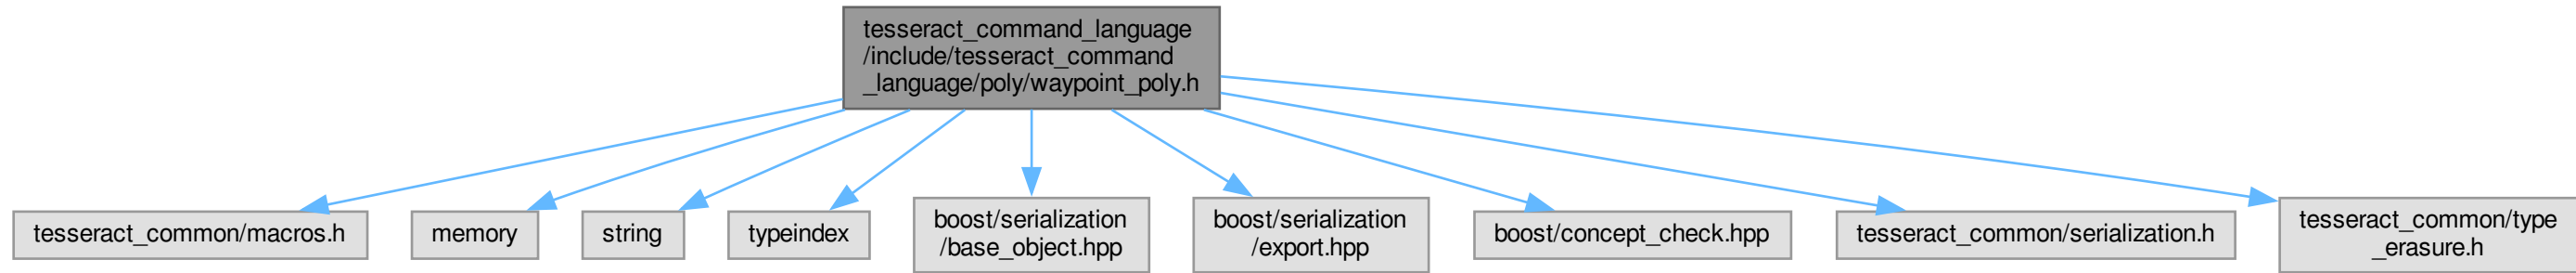 tesseract_command_language
/include/tesseract_command
_language/poly/waypoint_poly.h
tesseract_common/macros.h
memory
string
typeindex
boost/serialization
/base_object.hpp
boost/serialization
/export.hpp
boost/concept_check.hpp
tesseract_common/serialization.h
tesseract_common/type
_erasure.h